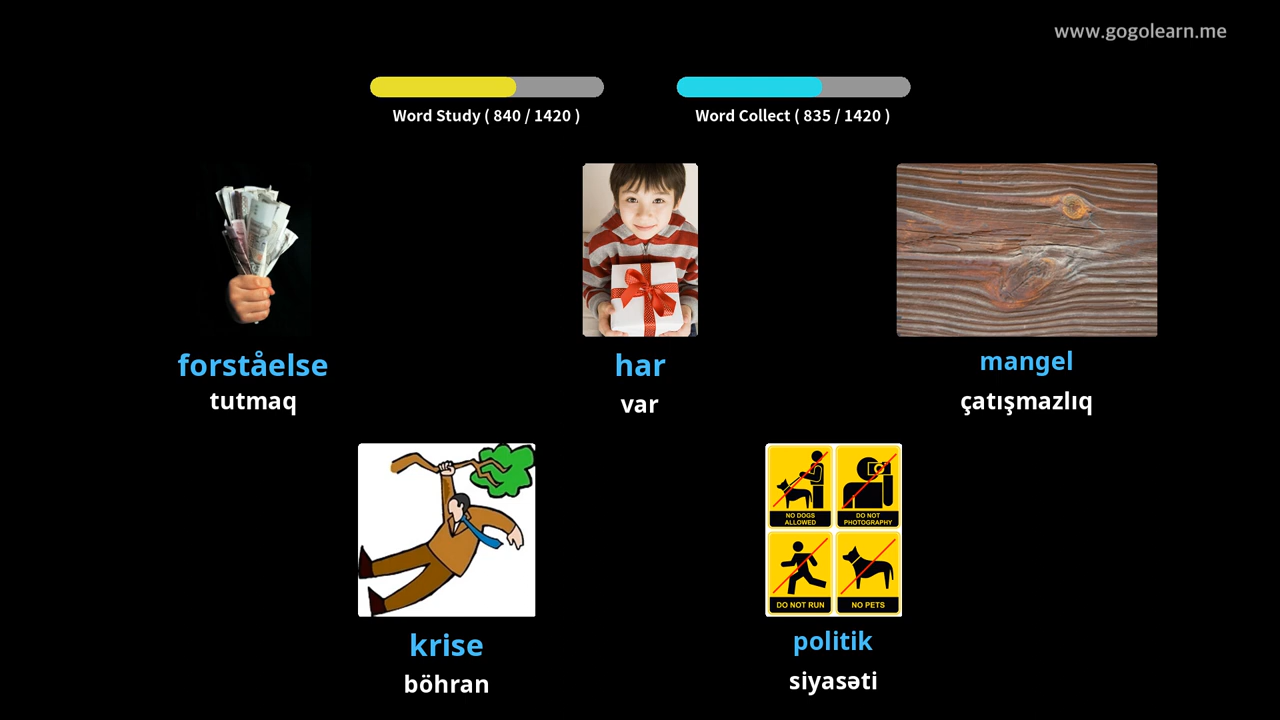 www.gogolearn.me
Word Study ( 840 / 1420 )
Word Collect ( 835 / 1420 )
forståelse
tutmaq
har
var
mangel
çatışmazlıq
NO DOGS
ALLOWED
DO NOT
PHOTOGRAPHY
DO NOT RUN
NO PETS
krise
böhran
politik
siyasəti